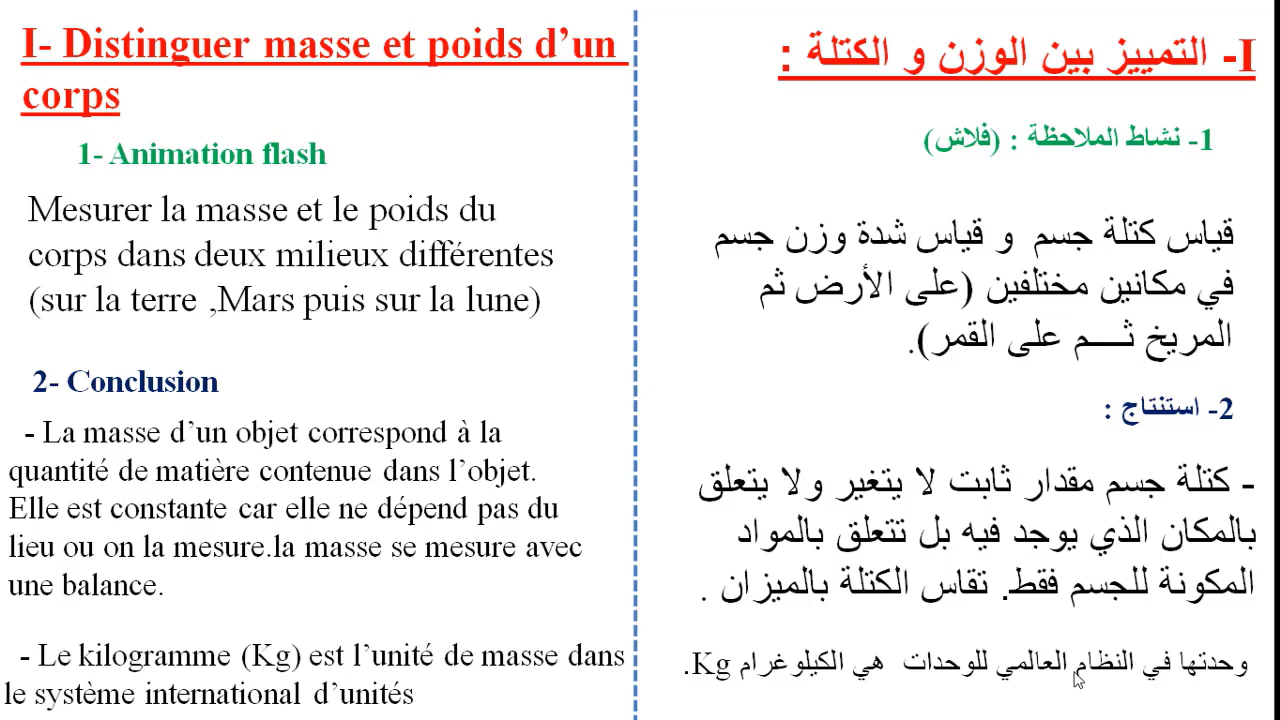 I- Distinguer masse et poids d’un
corps
1- Animation flash
Mesurer la masse et le poids du
corps dans deux milieux différentes
(sur la terre ,Mars puis sur la lune)
2- Conclusion
- La masse d’un objet correspond à la
quantité de matière contenue dans l’objet.
Elle est constante car elle ne dépend pas du
lieu ou on la mesure.la masse se mesure avec
une balance.
- Le kilogramme (Kg) est l’unité de masse dans
le système international d’unités
I- التمييز بين الوزن و الكتلة :
1- نشاط الملاحظة : (فلاش)
قياس كتلة جسم و قياس شدة وزن جسم
في مكانين مختلفين (على الأرض ثم
المريخ ثـــم على القمر).
2- استنتاج :
- كتلة جسم مقدار ثابت لا يتغير ولا يتعلق
بالمكان الذي يوجد فيه بل تتعلق بالمواد
المكونة للجسم فقط. تقاس الكتلة بالميزان .
وحدتها في النظام العالمي للوحدات هي الكيلوغرام Kg.